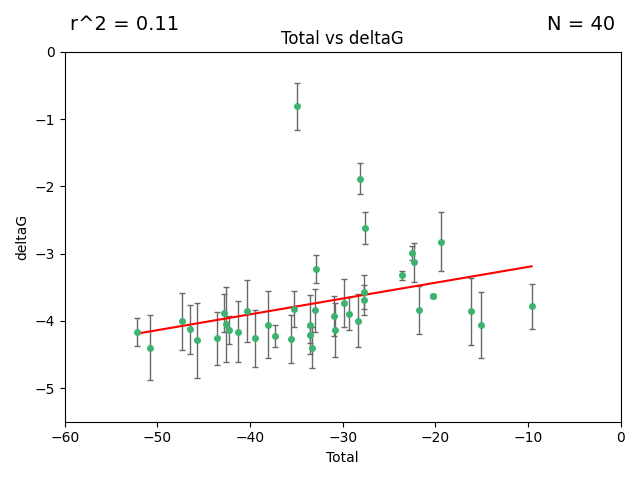 r^2 = 0.11
N = 40
Total vs deltaG
0
−1
−2
−3
−4
−5
deltaG
−60 −50 −40 −30 −20 −10 0
Total